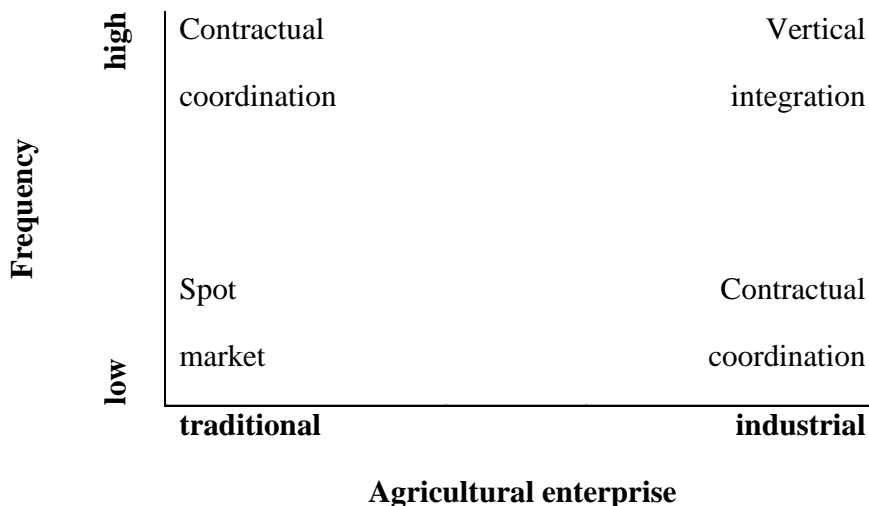 high
Contractual
Vertical
coordination
integration
Frequency
Spot
Contractual
market
coordination
low
traditional
industrial
Agricultural enterprise